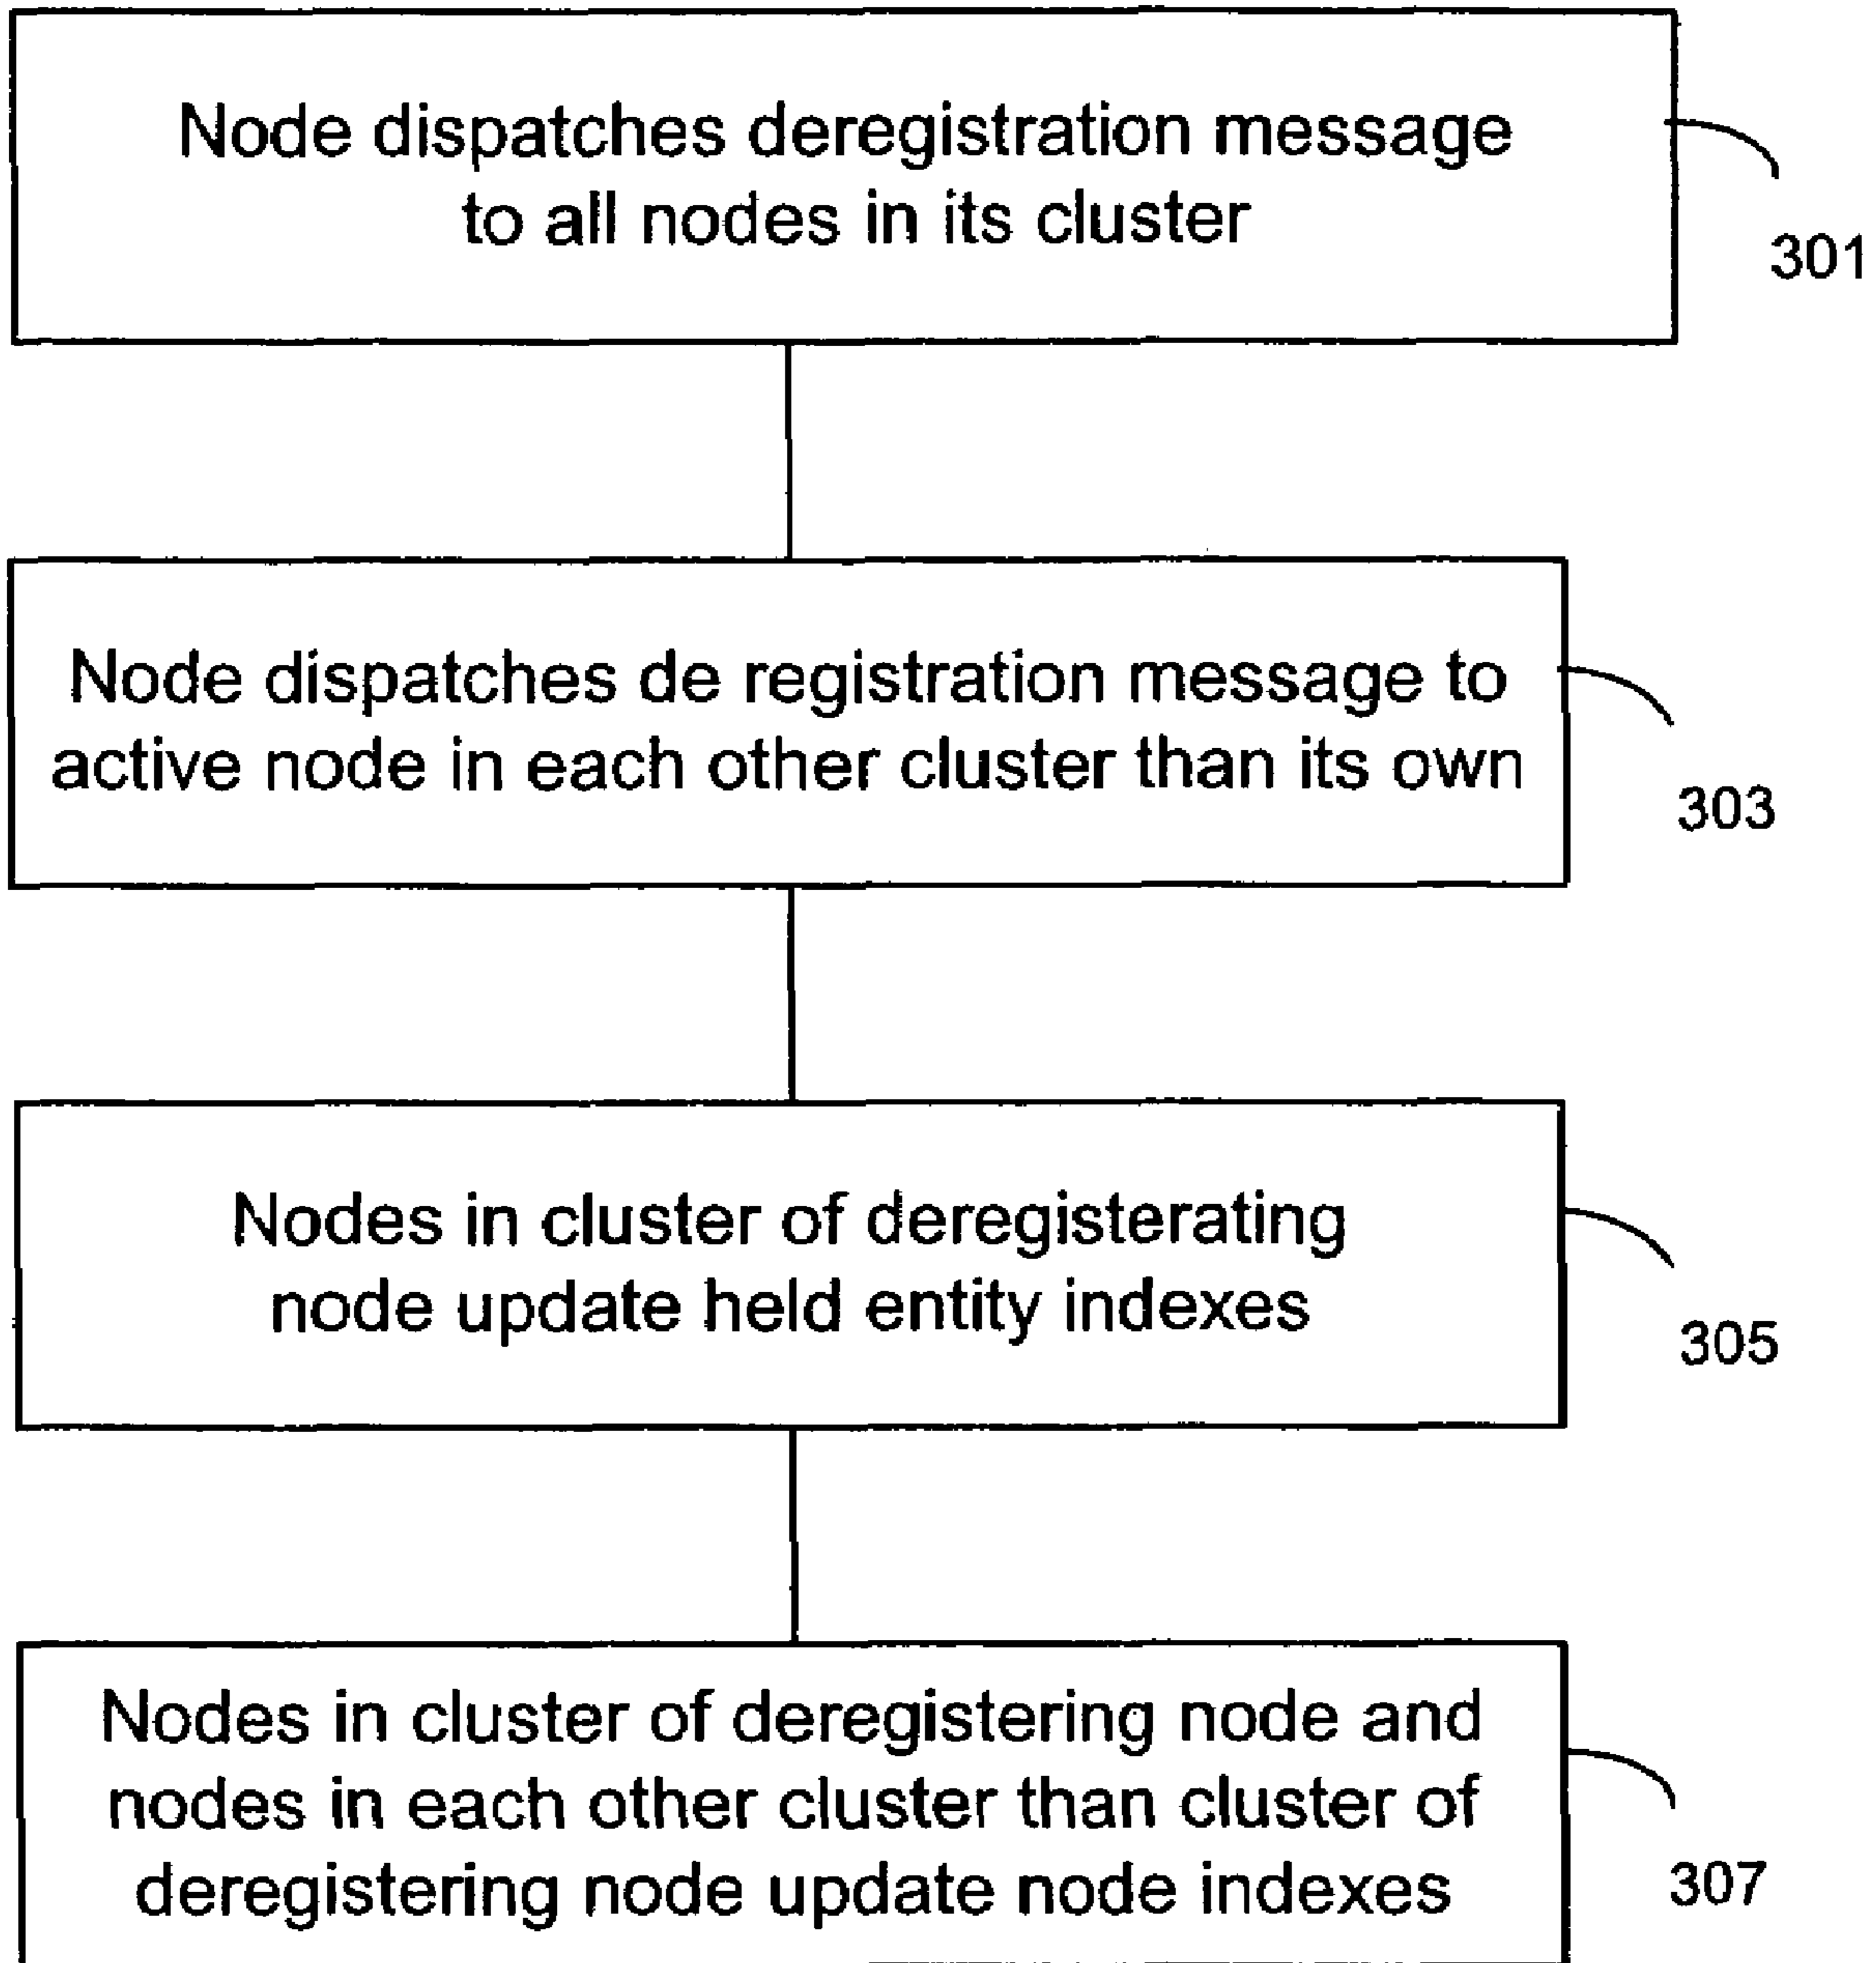 Node dispatches deregistration message
to all nodes in its cluster
301
Node dispatches de registration message to
active node in each other cluster than its own
303
Nodes in cluster of deregisterating
node update held entity indexes
305
Nodes in cluster of deregistering node and
nodes in each other cluster than cluster of
deregistering node update node indexes
307